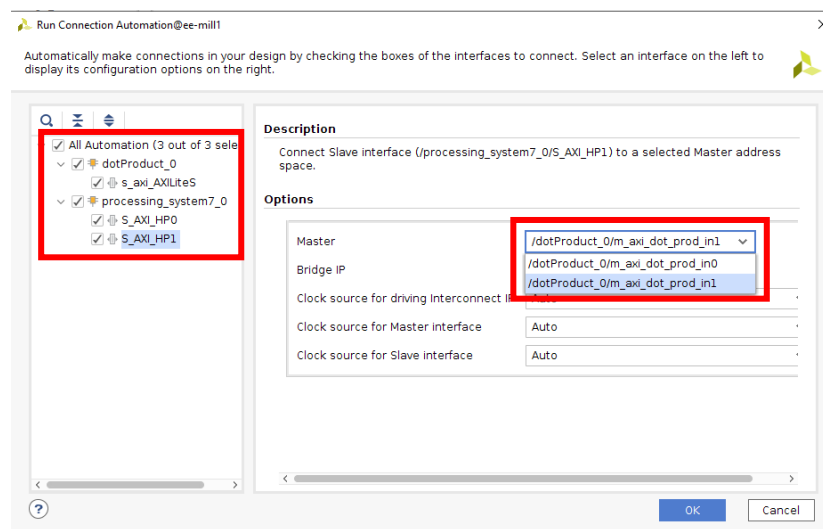 Run Connection Automation@ee-mill1
Automatically make connections in your design by checking the boxes of the interfaces to connect. Select an interface on the left to
display its configuration options on the right.
All Automation (3 out of 3 sele
dotProduct_0
s_axi_AXILiteS
processing_system7_0
S_AXI_HP0
S_AXI_HP1
Description
Connect Slave interface (/processing_system7_0/S_AXI_HP1) to a selected Master address
space.
Options
Master
/dotProduct_0/m_axi_dot_prod_in1
/dotProduct_0/m_axi_dot_prod_in0
/dotProduct_0/m_axi_dot_prod_in1
Bridge IP
Clock source for driving Interconnect IP
Clock source for Master interface
Auto
Clock source for Slave interface
Auto
?
OK
Cancel